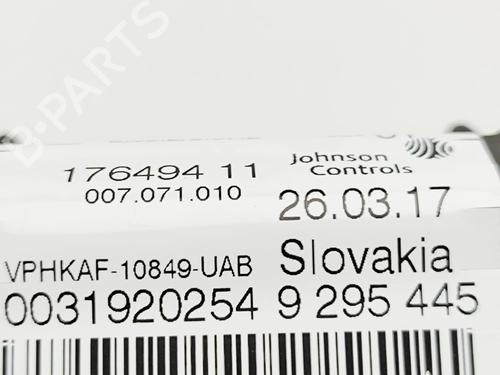 B-PARTS
176494 11
Johnson
Controls
007.071.010
26.03.17
VPHKAF-10849-UAB
Slovakia
0031920254
9 295 445